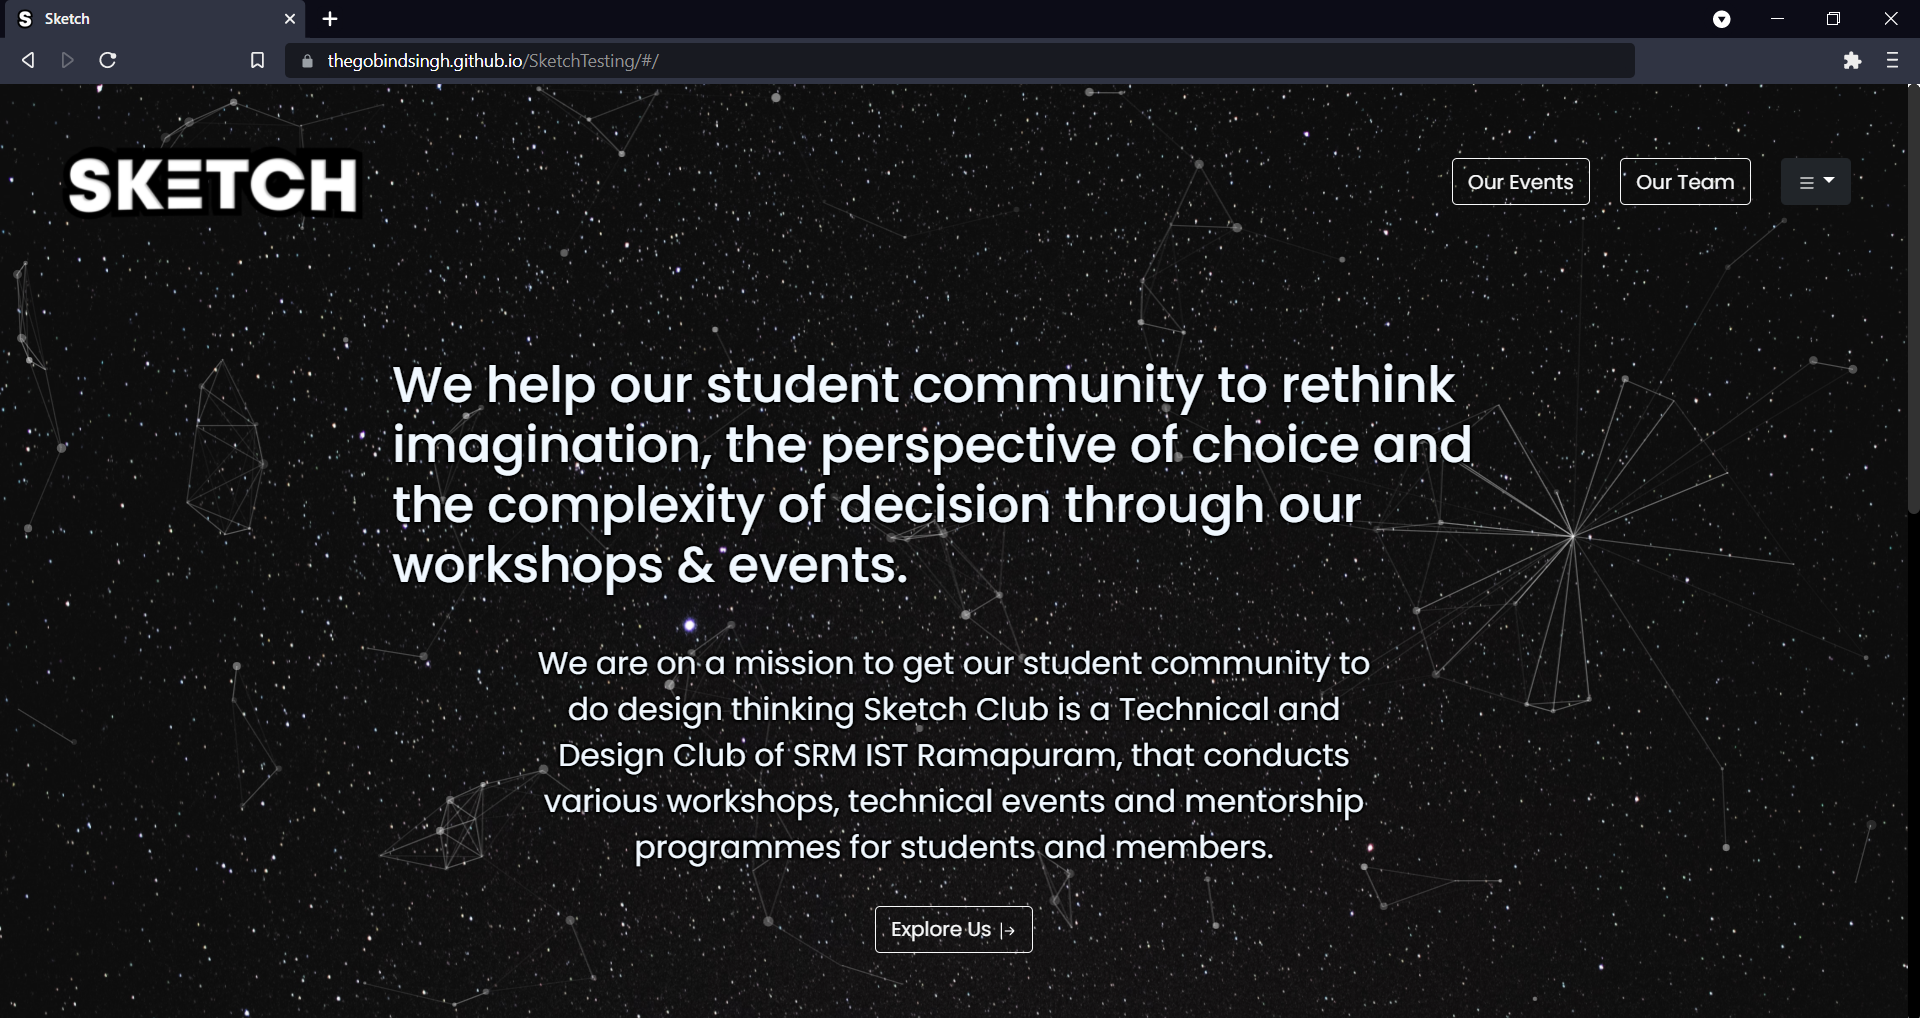 Sketch
thegobindsingh.github.io/SketchTesting/#/
SKETCH
Our Events
Our Team
We help our student community to rethink
imagination, the perspective of choice and
the complexity of decision through our
workshops & events.
We are on a mission to get our student community to
do design thinking Sketch Club is a Technical and
Design Club of SRM IST Ramapuram, that conducts
various workshops, technical events and mentorship
programmes for students and members.
Explore Us